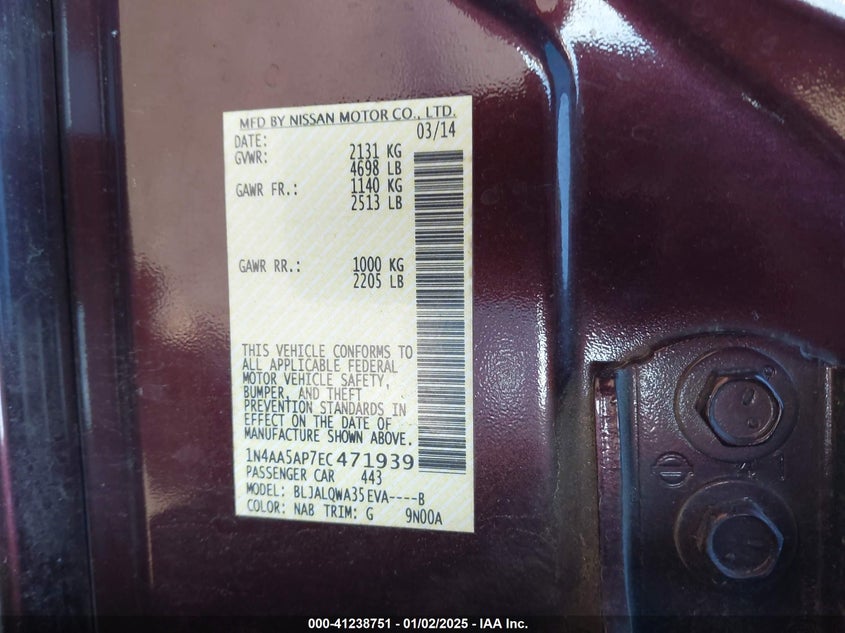 MFD BY NISSAN MOTOR CO., LTD.
DATE: 03/14
GVWR: 2131 KG
4698 LB
GAWR FR.: 1140 KG
2513 LB
GAWR RR.: 1000 KG
2205 LB
THIS VEHICLE CONFORMS TO
ALL APPLICABLE FEDERAL
MOTOR VEHICLE SAFETY,
BUMPER, AND THEFT
PREVENTION STANDARDS IN
EFFECT ON THE DATE OF
MANUFACTURE SHOWN ABOVE.
1N4AA5AP7EC471939
PASSENGER CAR 443
MODEL: BLJALQWA35EVA----B
COLOR: NAB TRIM: G 9N00A
000-41238751 — 01/02/2025 — IAA Inc.